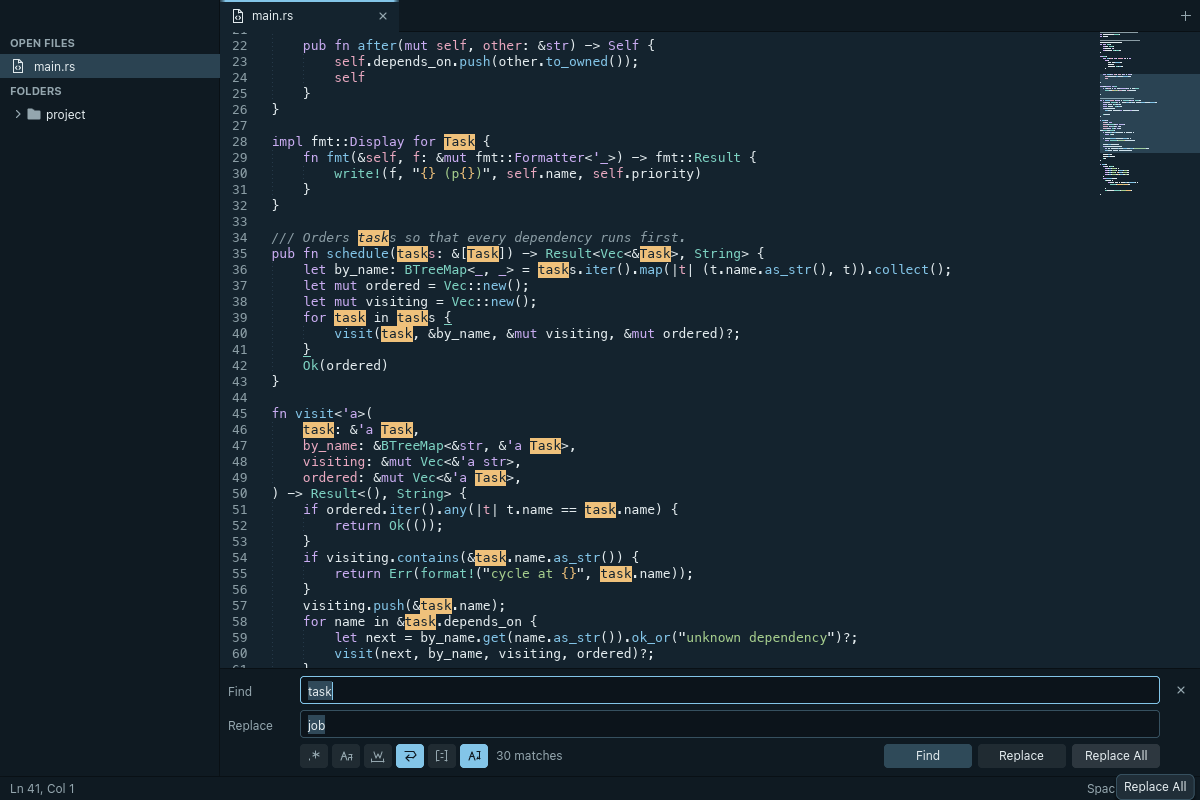 main.rs
OPEN FILES
main.rs
FOLDERS
project
22     pub fn after(mut self, other: &str) -> Self {
23         self.depends_on.push(other.to_owned());
24         self
25     }
26 }
27
28 impl fmt::Display for Task {
29     fn fmt(&self, f: &mut fmt::Formatter<'_>) -> fmt::Result {
30         write!(f, "{} (p{})", self.name, self.priority)
31     }
32 }
33
34 /// Orders tasks so that every dependency runs first.
35 pub fn schedule(tasks: &[Task]) -> Result<Vec<&Task>, String> {
36     let by_name: BTreeMap<_, _> = tasks.iter().map(|t| (t.name.as_str(), t)).collect();
37     let mut ordered = Vec::new();
38     let mut visiting = Vec::new();
39     for task in tasks {
40         visit(task, &by_name, &mut visiting, &mut ordered)?;
41     }
42     Ok(ordered)
43 }
44
45 fn visit<'a>(
46     task: &'a Task,
47     by_name: &BTreeMap<&str, &'a Task>,
48     visiting: &mut Vec<&'a str>,
49     ordered: &mut Vec<&'a Task>,
50 ) -> Result<(), String> {
51     if ordered.iter().any(|t| t.name == task.name) {
52         return Ok(());
53     }
54     if visiting.contains(&task.name.as_str()) {
55         return Err(format!("cycle at {}", task.name));
56     }
57     visiting.push(&task.name);
58     for name in &task.depends_on {
59         let next = by_name.get(name.as_str()).ok_or("unknown dependency")?;
60         visit(next, by_name, visiting, ordered)?;
61     }
Find task
Replace job
30 matches
Find
Replace
Replace All
Ln 41, Col 1
Spac
Replace All